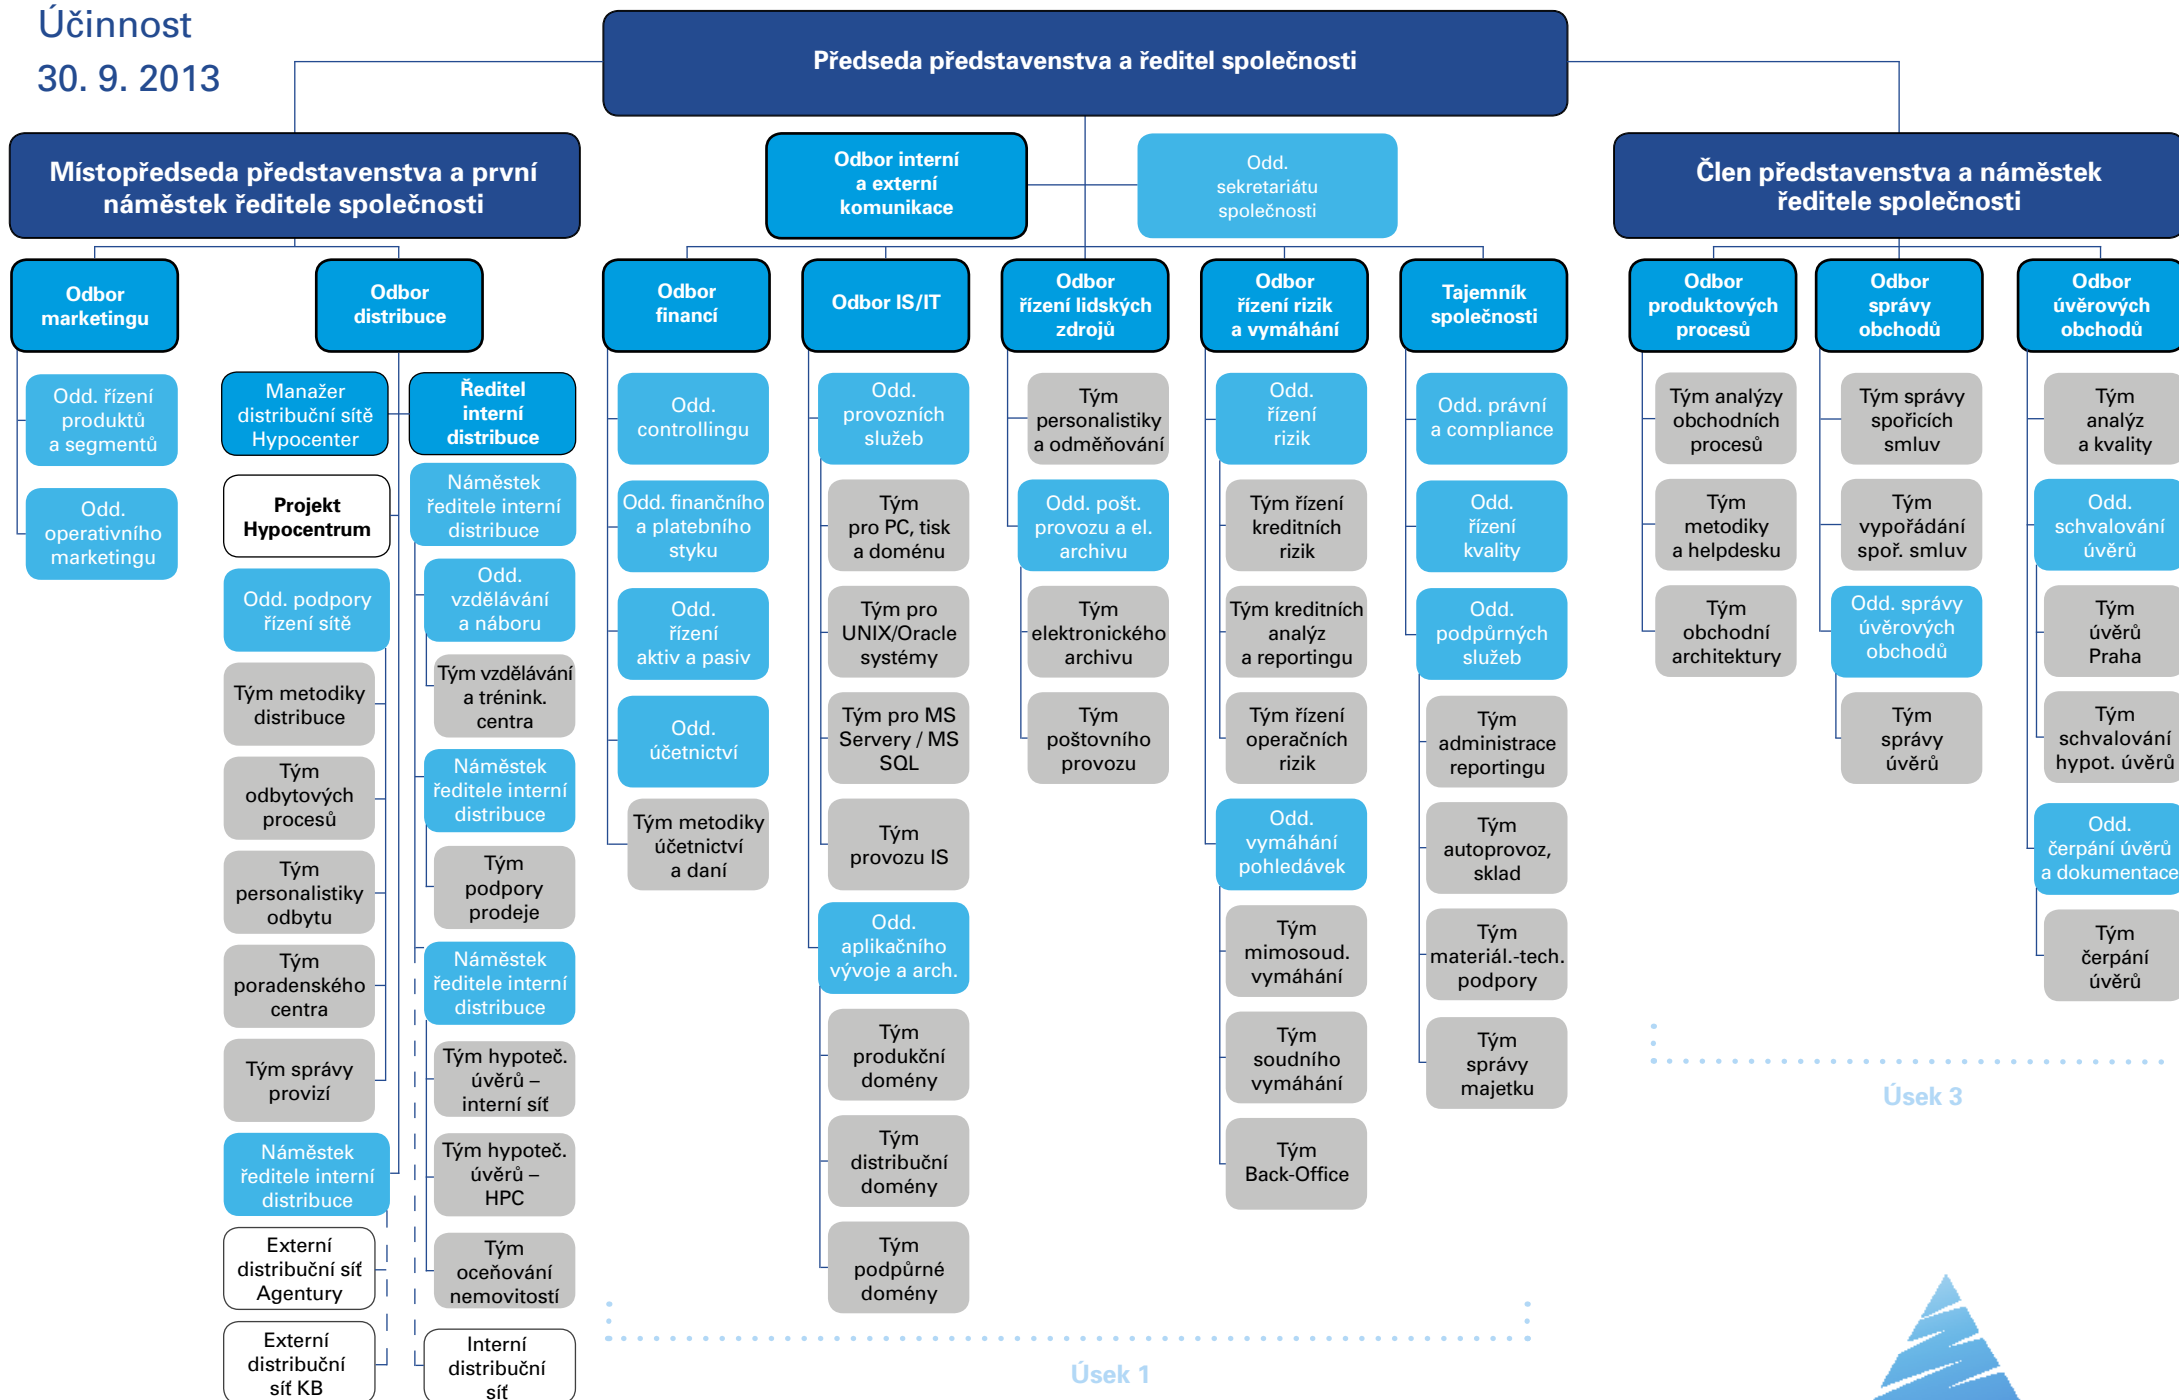 Účinnost
30. 9. 2013
Předseda představenstva a ředitel společnosti
Místopředseda představenstva a první
náměstek ředitele společnosti
Odbor interní
a externí
komunikace
Odd.
sekretariátu
společnosti
Člen představenstva a náměstek
ředitele společnosti
Odbor
marketingu
Odd. řízení
produktů
a segmentů
Odd.
operativního
marketingu
Odbor
distribuce
Manažer
distribuční sítě
Hypocenter
Projekt
Hypocentrum
Odd. podpory
řízení sítě
Tým metodiky
distribuce
Tým
odbytových
procesů
Tým
personalistiky
odbytu
Tým
poradenského
centra
Tým správy
provizí
Náměstek
ředitele interní
distribuce
Externí
distribuční síť
Agentury
Externí
distribuční
síť KB
Ředitel
interní
distribuce
Náměstek
ředitele interní
distribuce
Odd.
vzdělávání
a náboru
Tým vzdělávání
a trénink.
centra
Náměstek
ředitele interní
distribuce
Tým
podpory
prodeje
Náměstek
ředitele interní
distribuce
Tým hypoteč.
úvěrů –
interní síť
Tým hypoteč.
úvěrů –
HPC
Tým
oceňování
nemovitostí
Interní
distribuční
síť
Odbor
financí
Odd.
controllingu
Odd. finančního
a platebního
styku
Odd.
řízení
aktiv a pasiv
Odd.
účetnictví
Tým metodiky
účetnictví
a daní
Odbor IS/IT
Odd.
provozních
služeb
Tým
pro PC, tisk
a doménu
Tým pro
UNIX/Oracle
systémy
Tým pro MS
Servery / MS
SQL
Tým
provozu IS
Odd.
aplikačního
vývoje a arch.
Tým
produkční
domény
Tým
distribuční
domény
Tým
podpůrné
domény
Odbor
řízení lidských
zdrojů
Tým
personalistiky
a odměňování
Odd. pošt.
provozu a el.
archivu
Tým
elektronického
archivu
Tým
poštovního
provozu
Odbor
řízení rizik
a vymáhání
Odd.
řízení
rizik
Tým řízení
kreditních
rizik
Tým kreditních
analýz
a reportingu
Tým řízení
operačních
rizik
Odd.
vymáhání
pohledávek
Tým
mimosoud.
vymáhání
Tým
soudního
vymáhání
Tým
Back-Office
Tajemník
společnosti
Odd. právní
a compliance
Odd.
řízení
kvality
Odd.
podpůrných
služeb
Tým
administrace
reportingu
Tým
autoprovoz,
sklad
Tým
materiál.-tech.
podpory
Tým
správy
majetku
Úsek 1
Odbor
produktových
procesů
Tým analýzy
obchodních
procesů
Tým
metodiky
a helpdesku
Tým
obchodní
architektury
Odbor
správy
obchodů
Tým správy
spořicích
smluv
Tým
vypořádání
spoř. smluv
Odd. správy
úvěrových
obchodů
Tým
správy
úvěrů
Odbor
úvěrových
obchodů
Tým
analýz
a kvality
Odd.
schvalování
úvěrů
Tým
úvěrů
Praha
Tým
schvalování
hypot. úvěrů
Odd.
čerpání úvěrů
a dokumentace
Tým
čerpání
úvěrů
Úsek 3